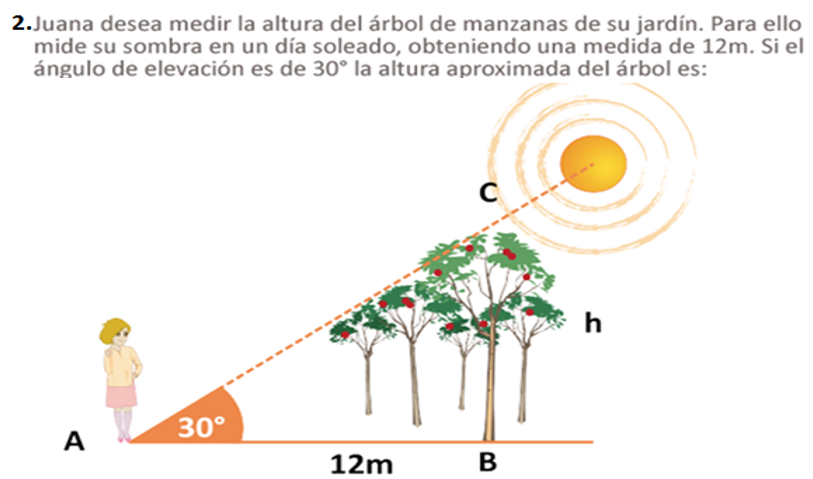 2.Juana desea medir la altura del árbol de manzanas de su jardín. Para ello
mide su sombra en un día soleado, obteniendo una medida de 12m. Si el
ángulo de elevación es de 30° la altura aproximada del árbol es:
C
h
30°
A
12m
B